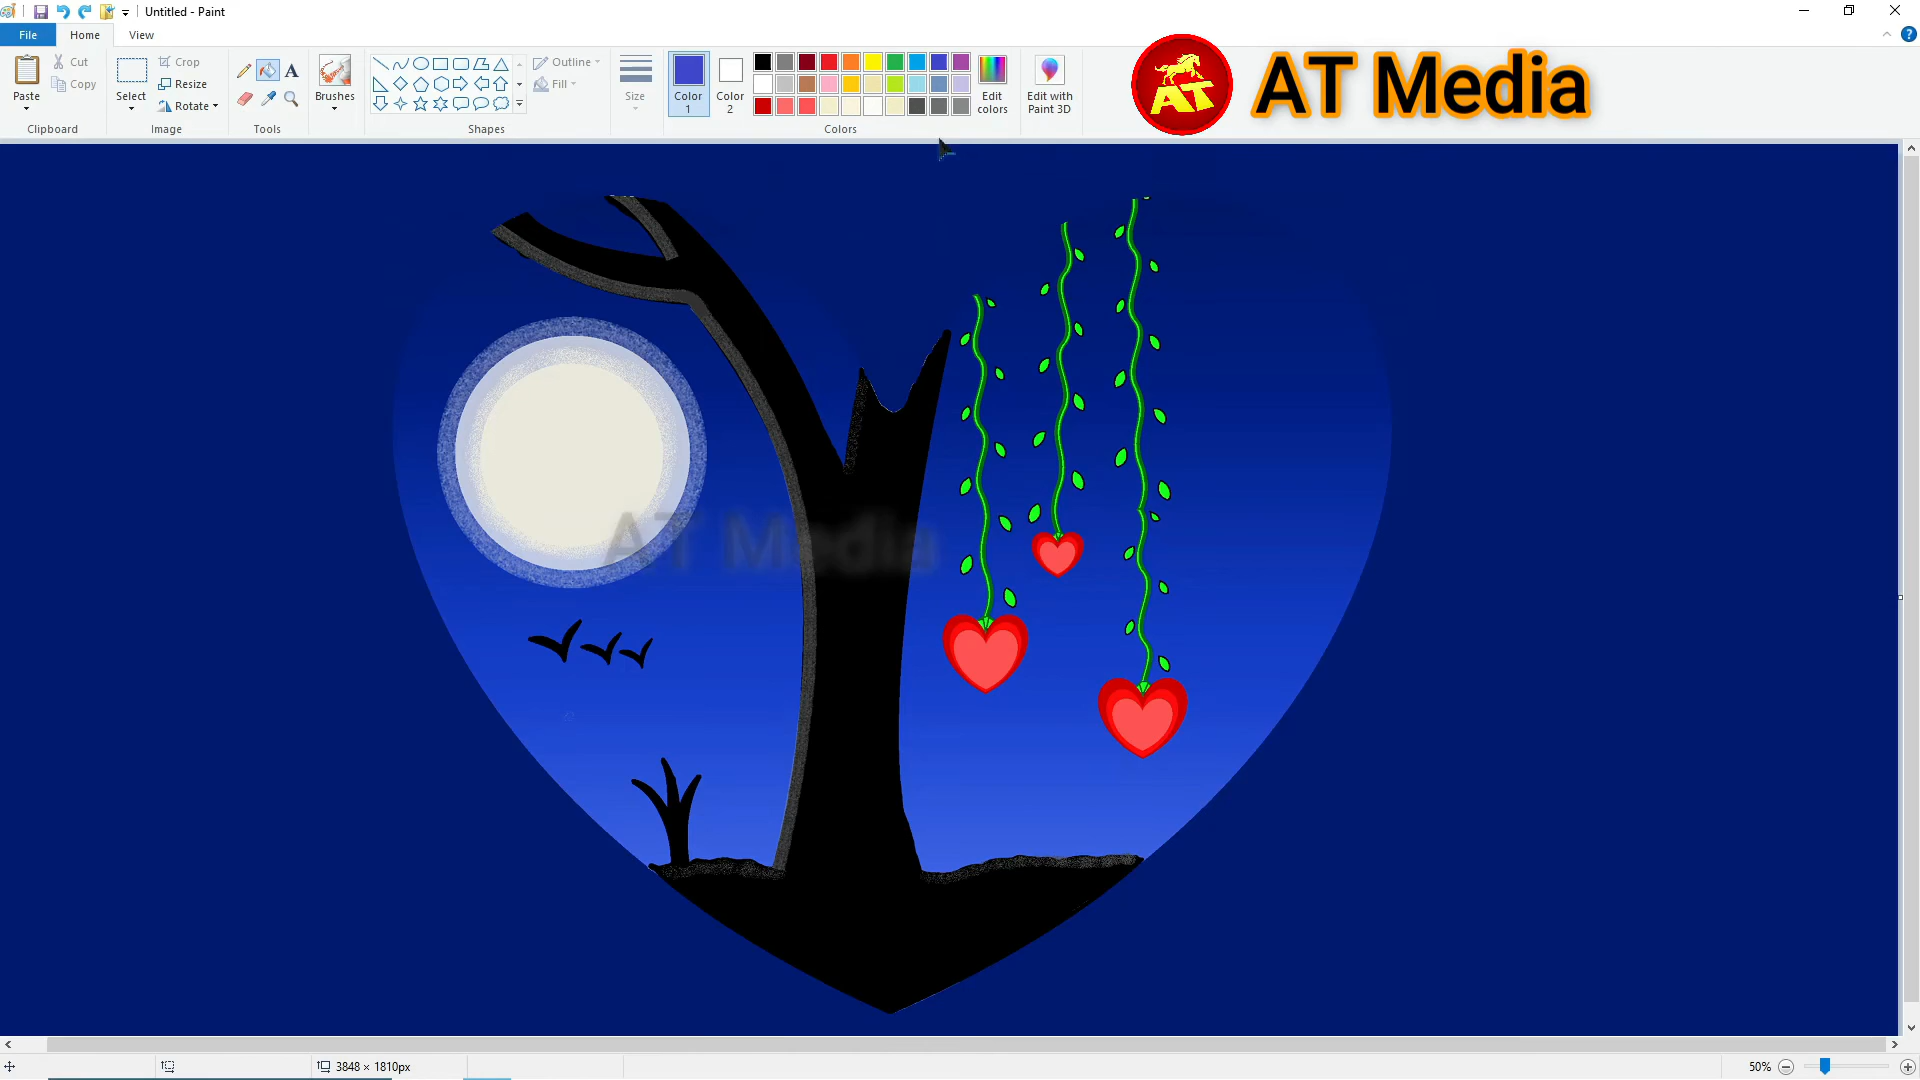 Untitled - Paint
File Home View
Paste
Cut
Copy
Clipboard
Select
Crop
Resize
Rotate
Image
Tools
Brushes
Shapes
Outline
Fill
Size
Color 1
Color 2
Colors
Edit colors
Edit with Paint 3D
AT
AT Media
AT Media
3848 × 1810px
50%